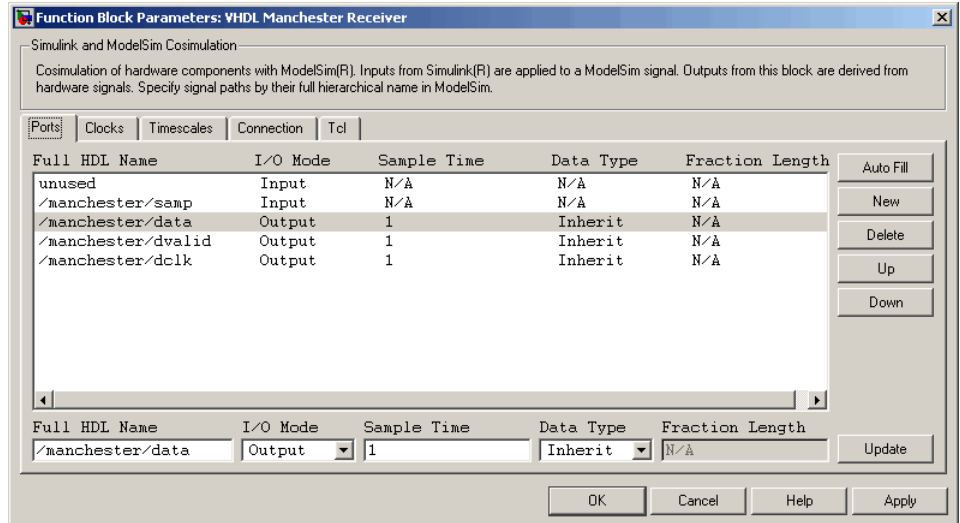 Function Block Parameters: VHDL Manchester Receiver
Simulink and ModelSim Cosimulation
Cosimulation of hardware components with ModelSim(R). Inputs from Simulink(R) are applied to a ModelSim signal. Outputs from this block are derived from
hardware signals. Specify signal paths by their full hierarchical name in ModelSim.
Ports Clocks Timescales Connection Tcl
Full HDL Name I/O Mode Sample Time Data Type Fraction Length
unused Input N/A N/A N/A
/manchester/samp Input N/A N/A N/A
/manchester/data Output 1 Inherit N/A
/manchester/dvalid Output 1 Inherit N/A
/manchester/dclk Output 1 Inherit N/A
Auto Fill
New
Delete
Up
Down
Full HDL Name I/O Mode Sample Time Data Type Fraction Length
/manchester/data Output 1 Inherit N/A Update
OK Cancel Help Apply